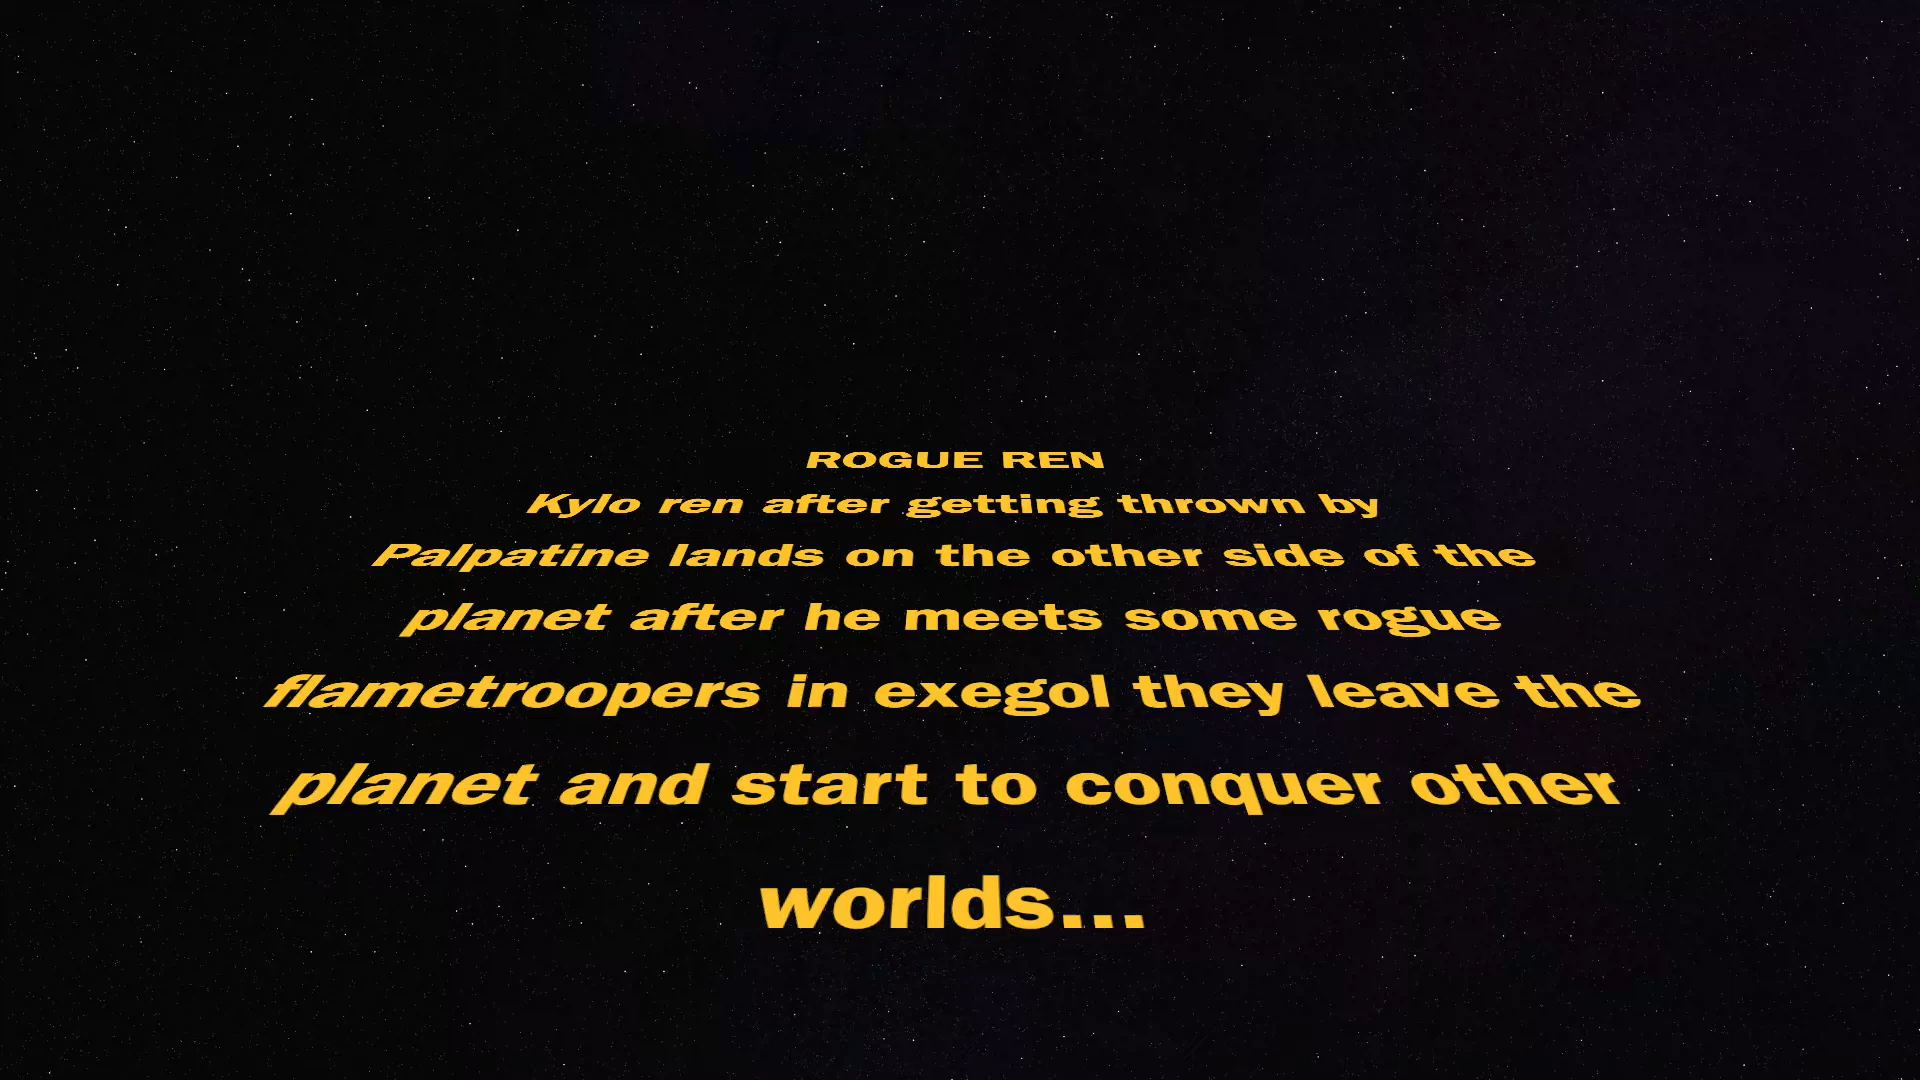 ROGUE REN
Kylo ren after getting thrown by
Palpatine lands on the other side of the
planet after he meets some rogue
flametroopers in exegol they leave the
planet and start to conquer other
worlds...